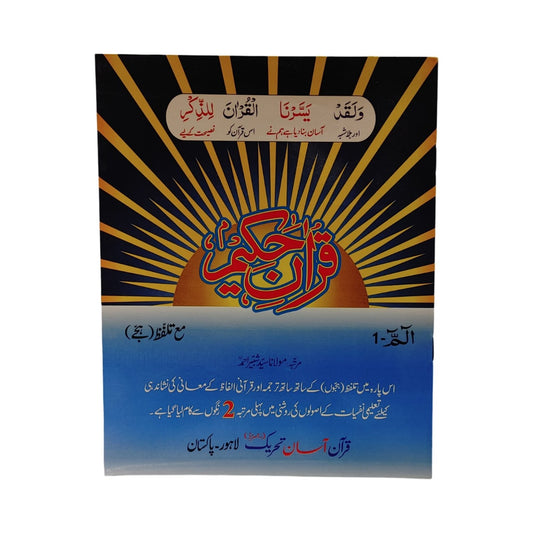 وَلَقَدْ یَسَّرْنَا الْقُرْاٰنَ لِلذِّكْرِ
اور بلاشبہ آسان بنا دیا ہے ہم نے اس قرآن کو نصیحت کے لیے
قرآن حکیم
الٓمّٓ - 1
مع تلفظ (ہجے)
مرتبہ مولانا سید شبیر احمد
اس پارہ میں تلفظ (ہجوں) کے ساتھ ساتھ ترجمہ اور قرآنی الفاظ کے معانی کی نشاندہی
کیلئے تعلیمی نفسیات کے اصولوں کی روشنی میں پہلی مرتبہ 2 رنگوں سے کام لیا گیا ہے۔
قرآن آسان تحریک لاہور - پاکستان